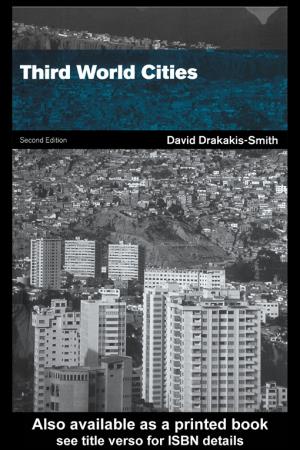 Third World Cities
Second Edition
David Drakakis-Smith
Also available as a printed book
see title verso for ISBN details